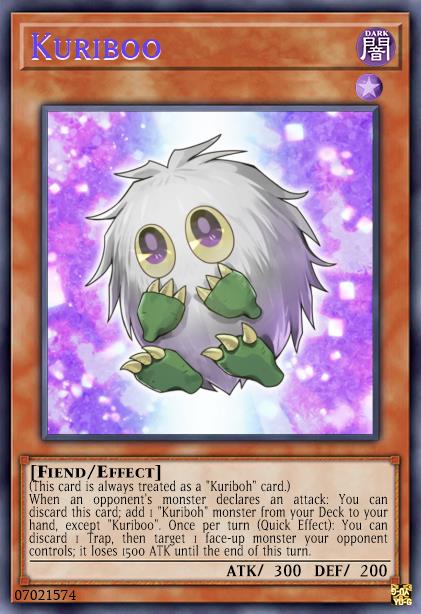 Kuriboo
DARK
闇
[Fiend/Effect]
(This card is always treated as a "Kuriboh" card.)
When an opponent's monster declares an attack: You can
discard this card; add 1 "Kuriboh" monster from your Deck to your
hand, except "Kuriboo". Once per turn (Quick Effect): You can
discard 1 Trap, then target 1 face-up monster your opponent
controls; it loses 1500 ATK until the end of this turn.
ATK/ 300 DEF/ 200
07021574